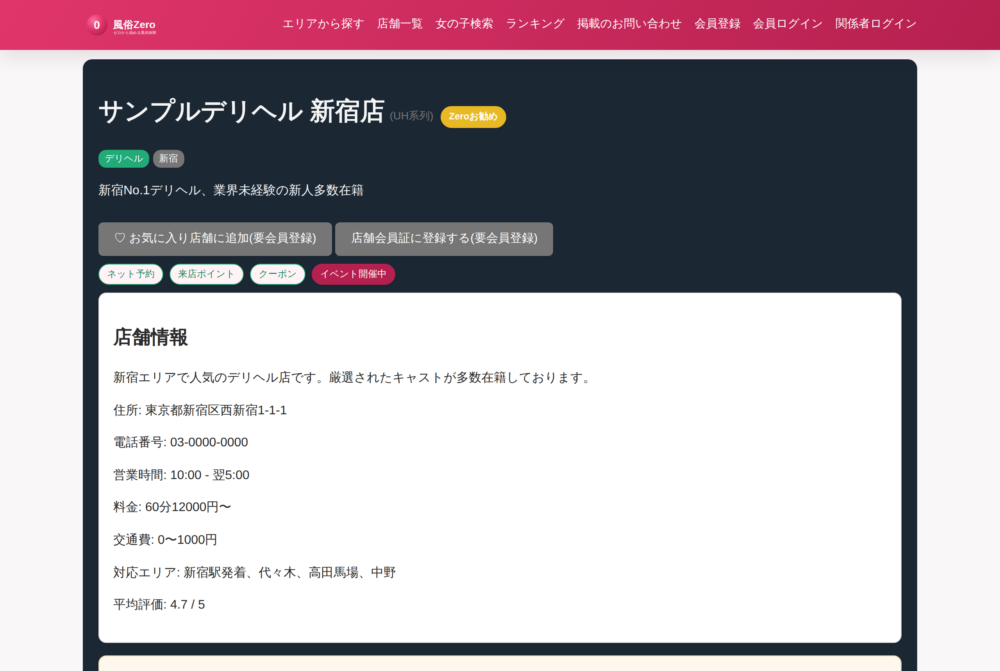 0
風俗Zero
ゼロから始める風俗体験
エリアから探す 店舗一覧 女の子検索 ランキング 掲載のお問い合わせ 会員登録 会員ログイン 関係者ログイン
サンプルデリヘル 新宿店 (UH系列) Zeroお勧め
デリヘル 新宿
新宿No.1デリヘル、業界未経験の新人多数在籍
♡ お気に入り店舗に追加(要会員登録) 店舗会員証に登録する(要会員登録)
ネット予約 来店ポイント クーポン イベント開催中
店舗情報
新宿エリアで人気のデリヘル店です。厳選されたキャストが多数在籍しております。
住所: 東京都新宿区西新宿1-1-1
電話番号: 03-0000-0000
営業時間: 10:00 - 翌5:00
料金: 60分12000円〜
交通費: 0〜1000円
対応エリア: 新宿駅発着、代々木、高田馬場、中野
平均評価: 4.7 / 5